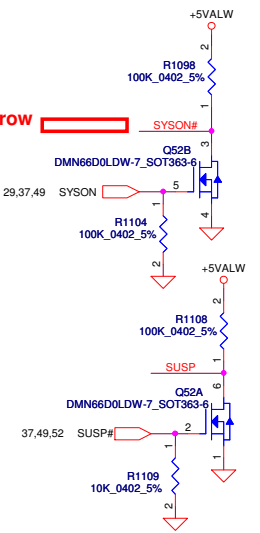 +5VALW
2
R1098
100K_0402_5%
1
row
SYSON#
3
Q52B
DMN66D0LDW-7_SOT363-6
29,37,49 SYSON 5
1
4
R1104
100K_0402_5%
2
+5VALW
2
R1108
100K_0402_5%
1
SUSP
6
Q52A
DMN66D0LDW-7_SOT363-6
37,49,52 SUSP# 2
1
1
R1109
10K_0402_5%
2